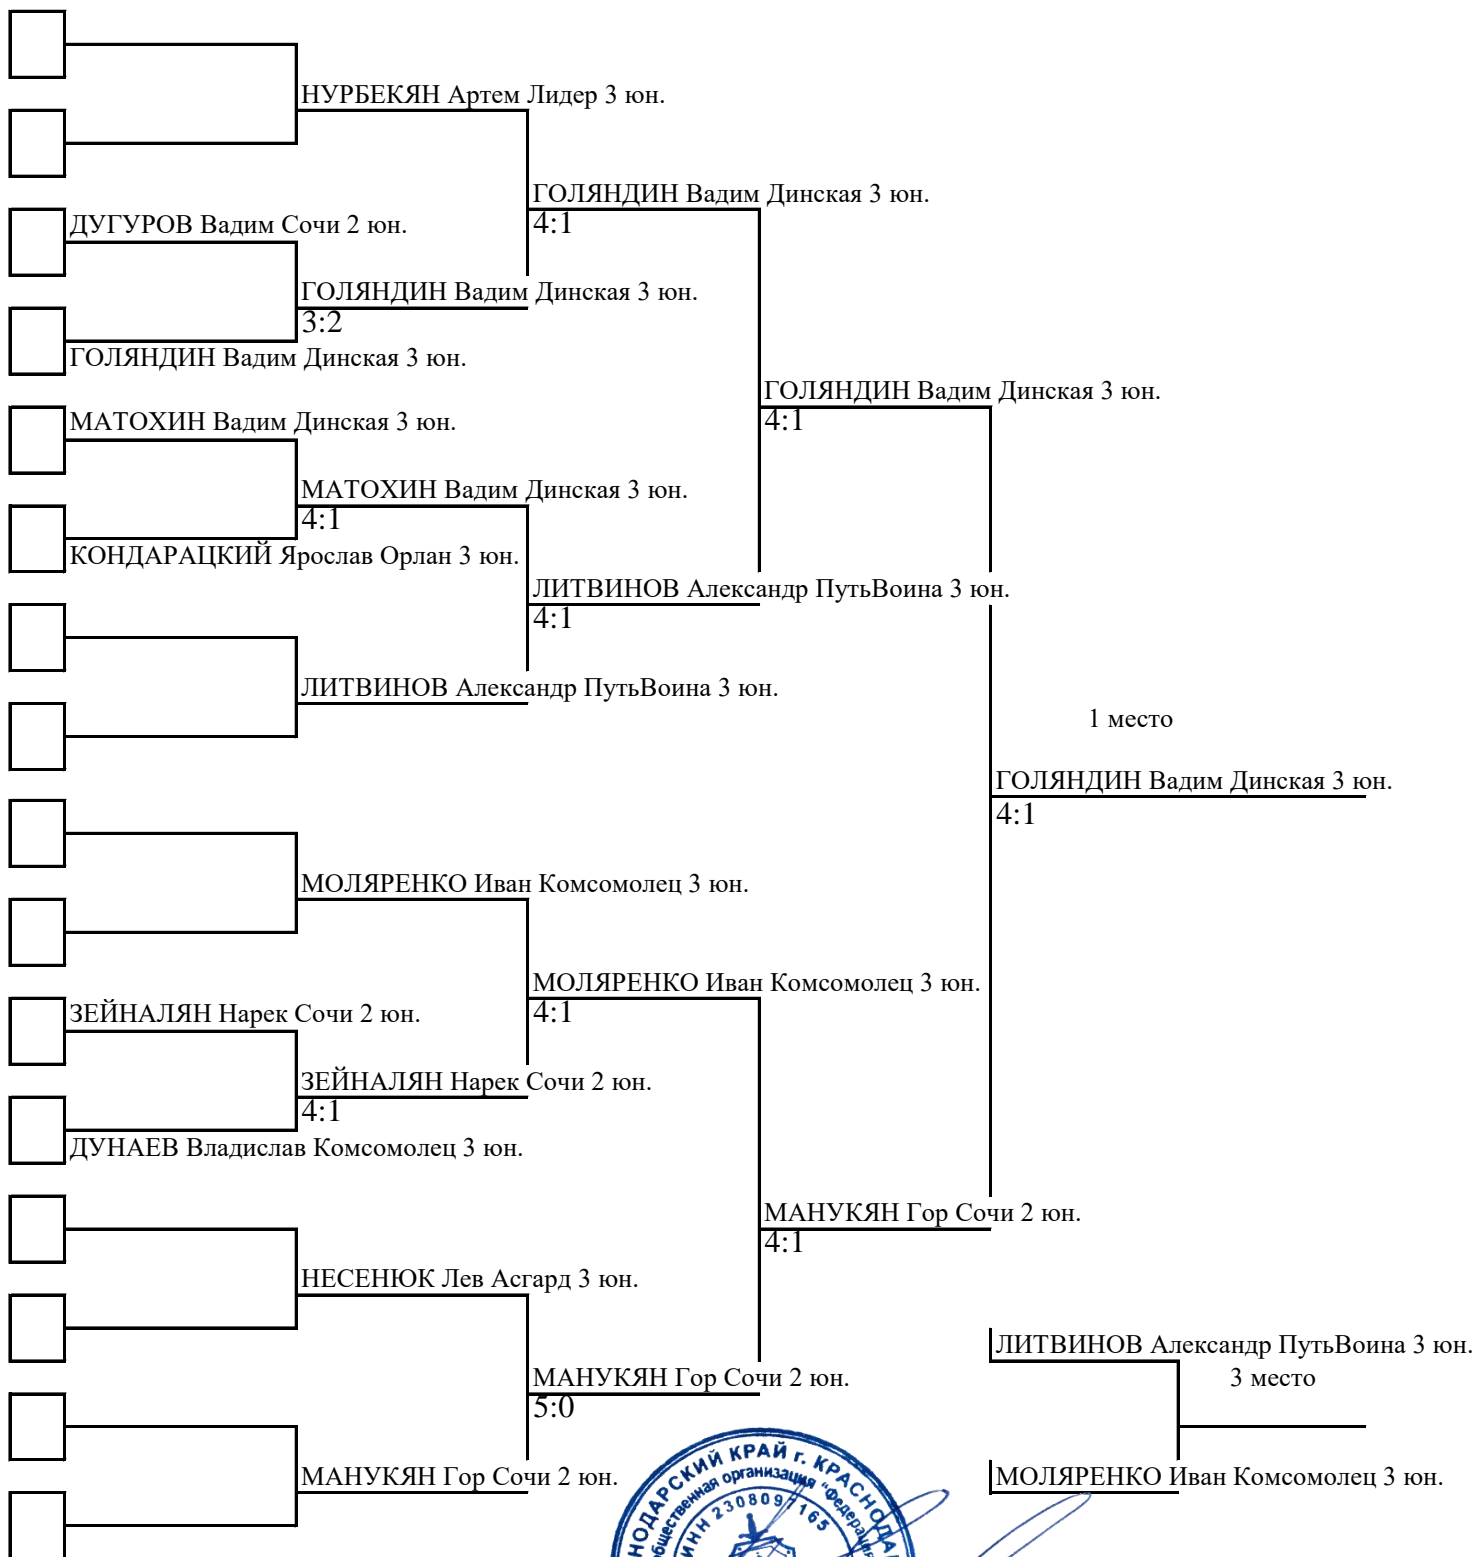 НУРБЕКЯН Артем Лидер 3 юн.
ГОЛЯНДИН Вадим Динская 3 юн.
4:1
ДУГУРОВ Вадим Сочи 2 юн.
ГОЛЯНДИН Вадим Динская 3 юн.
3:2
ГОЛЯНДИН Вадим Динская 3 юн.
ГОЛЯНДИН Вадим Динская 3 юн.
4:1
МАТОХИН Вадим Динская 3 юн.
МАТОХИН Вадим Динская 3 юн.
4:1
КОНДАРАЦКИЙ Ярослав Орлан 3 юн.
ЛИТВИНОВ Александр ПутьВоина 3 юн.
4:1
ЛИТВИНОВ Александр ПутьВоина 3 юн.
1 место
ГОЛЯНДИН Вадим Динская 3 юн.
4:1
МОЛЯРЕНКО Иван Комсомолец 3 юн.
МОЛЯРЕНКО Иван Комсомолец 3 юн.
4:1
ЗЕЙНАЛЯН Нарек Сочи 2 юн.
ЗЕЙНАЛЯН Нарек Сочи 2 юн.
4:1
ДУНАЕВ Владислав Комсомолец 3 юн.
МАНУКЯН Гор Сочи 2 юн.
4:1
НЕСЕНЮК Лев Асгард 3 юн.
ЛИТВИНОВ Александр ПутьВоина 3 юн.
3 место
МАНУКЯН Гор Сочи 2 юн.
5:0
МАНУКЯН Гор Сочи 2 юн.
МОЛЯРЕНКО Иван Комсомолец 3 юн.
КРАЙ г.
организация "Федерация
ИНН 2308097165